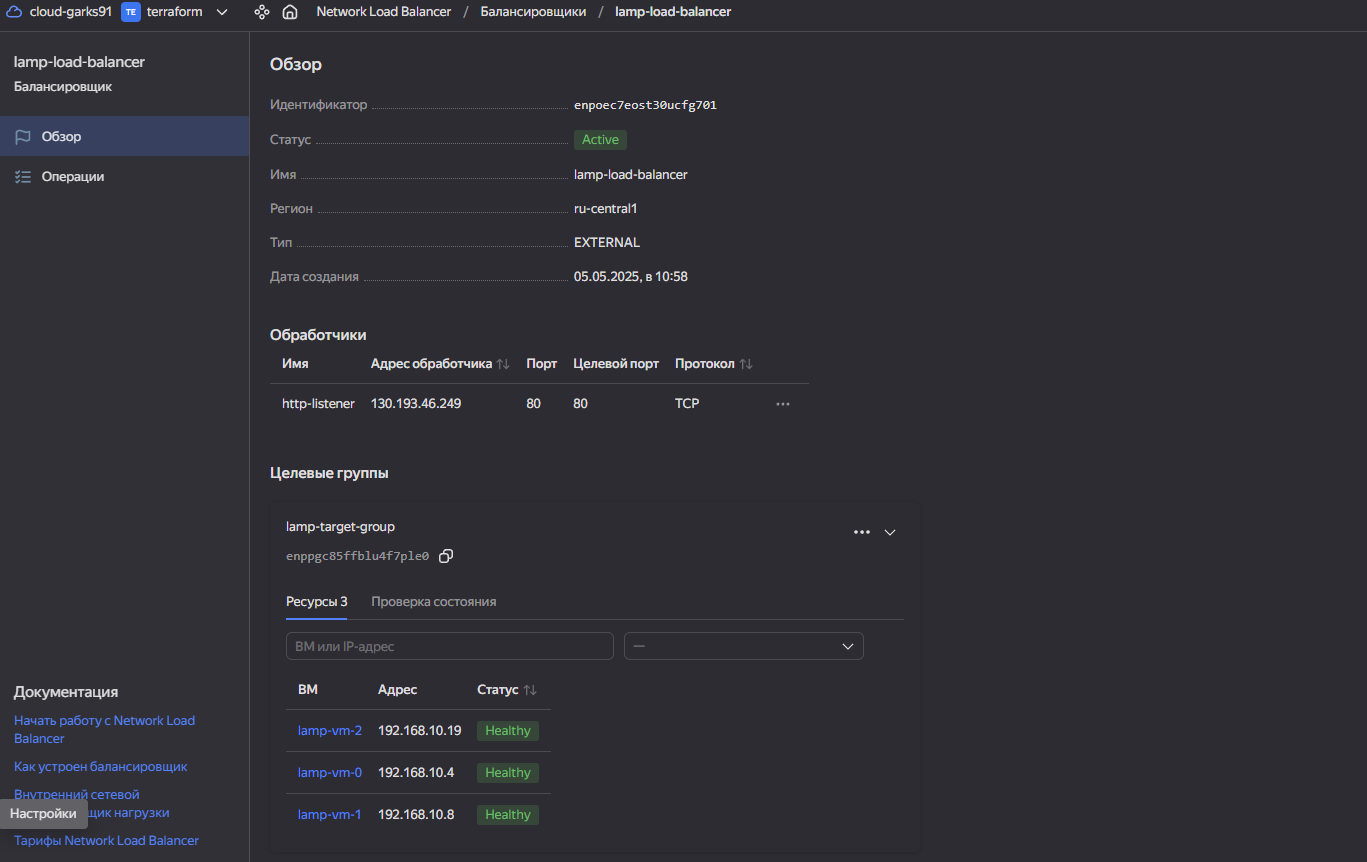 cloud-garks91 TE terraform Network Load Balancer / Балансировщики / lamp-load-balancer
lamp-load-balancer
Балансировщик
Обзор
Операции
Обзор
Идентификатор enpoec7eost30ucfg701
Статус Active
Имя lamp-load-balancer
Регион ru-central1
Тип EXTERNAL
Дата создания 05.05.2025, в 10:58
Обработчики
Имя Адрес обработчика Порт Целевой порт Протокол
http-listener 130.193.46.249 80 80 TCP
Целевые группы
lamp-target-group
enppgc85ffblu4f7ple0
Ресурсы 3 Проверка состояния
ВМ или IP-адрес —
ВМ Адрес Статус
lamp-vm-2 192.168.10.19 Healthy
lamp-vm-0 192.168.10.4 Healthy
lamp-vm-1 192.168.10.8 Healthy
Документация
Начать работу с Network Load
Balancer
Как устроен балансировщик
Внутренний сетевой
щик нагрузки
Настройки
Тарифы Network Load Balancer